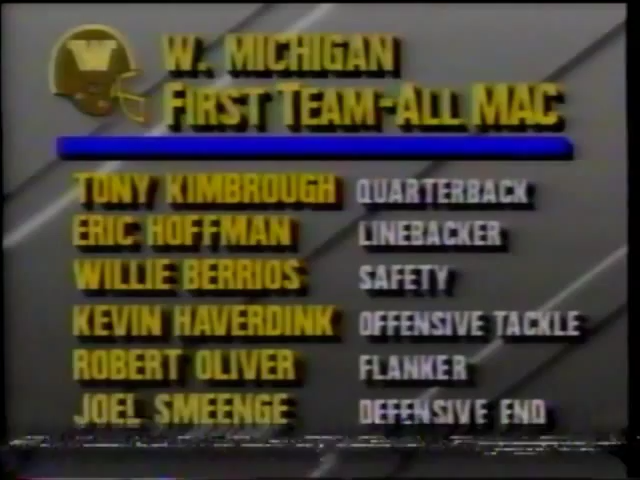 W
W. MICHIGAN
FIRST TEAM-ALL MAC
TONY KIMBROUGH QUARTERBACK
ERIC HOFFMAN LINEBACKER
WILLIE BERRIOS SAFETY
KEVIN HAVERDINK OFFENSIVE TACKLE
ROBERT OLIVER FLANKER
JOEL SMEENGE DEFENSIVE END